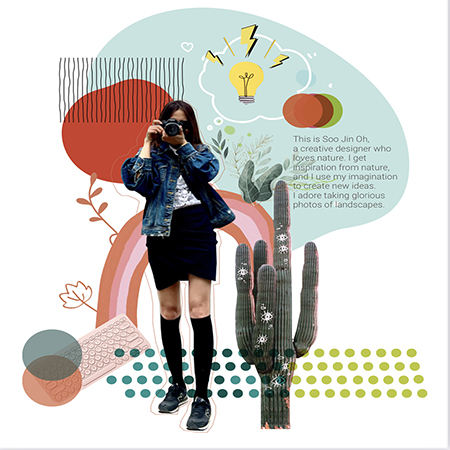 This is Soo Jin Oh,
a creative designer who
loves nature. I get
inspiration from nature,
and I use my imagination
to create new ideas.
I adore taking glorious
photos of landscapes.